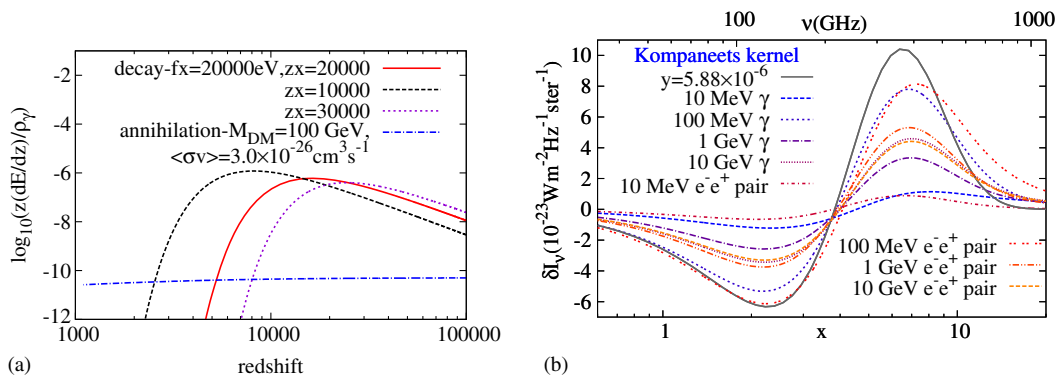 -2
-4
-6
-8
-10
-12
log10(z(dE/dz)/ργ)
decay-fx=20000eV,zx=20000
zx=10000
zx=30000
annihilation-MDM=100 GeV,
<σv>=3.0×10-26cm3s-1
1000
10000
100000
redshift
(a)
100
ν(GHz)
1000
10
8
6
4
2
0
-2
-4
-6
δIν(10-23Wm-2Hz-1ster-1)
Kompaneets kernel
y=5.88×10-6
10 MeV γ
100 MeV γ
1 GeV γ
10 GeV γ
10 MeV e-e+ pair
100 MeV e-e+ pair
1 GeV e-e+ pair
10 GeV e-e+ pair
1
x
10
(b)